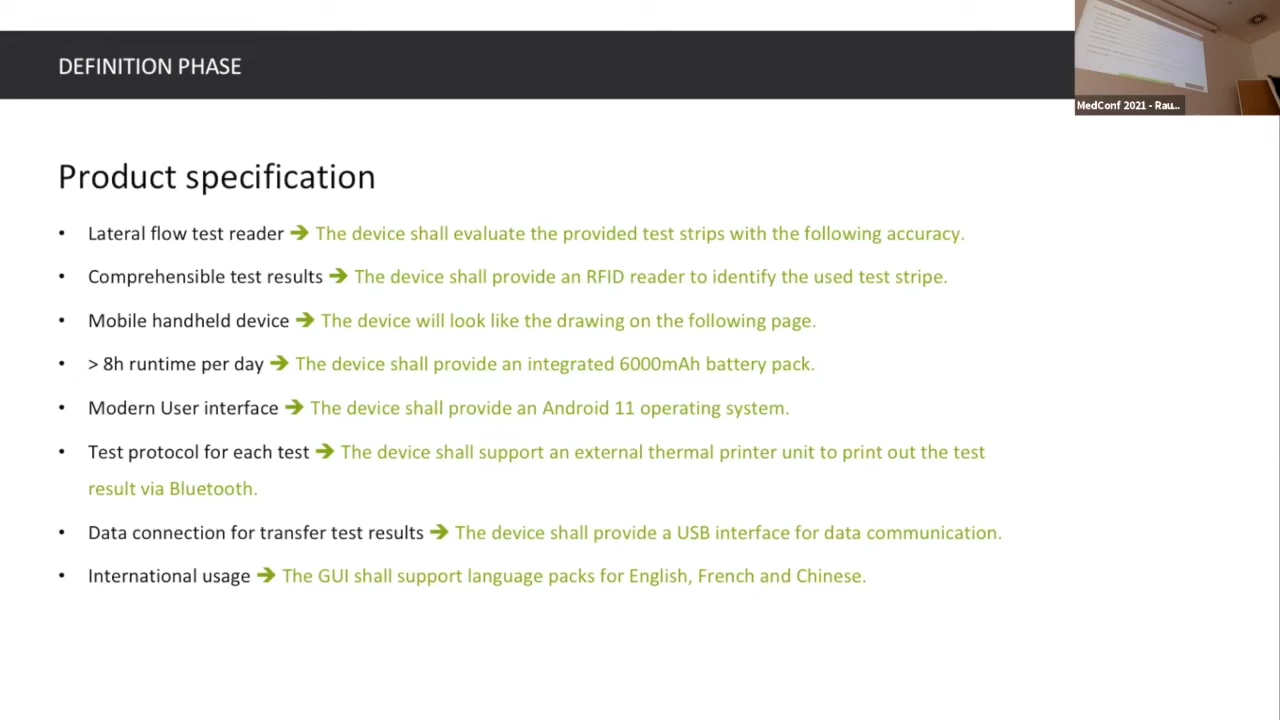 DEFINITION PHASE
MedConf 2021 - Rau...
Product specification
• Lateral flow test reader ➔ The device shall evaluate the provided test strips with the following accuracy.
• Comprehensible test results ➔ The device shall provide an RFID reader to identify the used test stripe.
• Mobile handheld device ➔ The device will look like the drawing on the following page.
• > 8h runtime per day ➔ The device shall provide an integrated 6000mAh battery pack.
• Modern User interface ➔ The device shall provide an Android 11 operating system.
• Test protocol for each test ➔ The device shall support an external thermal printer unit to print out the test
result via Bluetooth.
• Data connection for transfer test results ➔ The device shall provide a USB interface for data communication.
• International usage ➔ The GUI shall support language packs for English, French and Chinese.